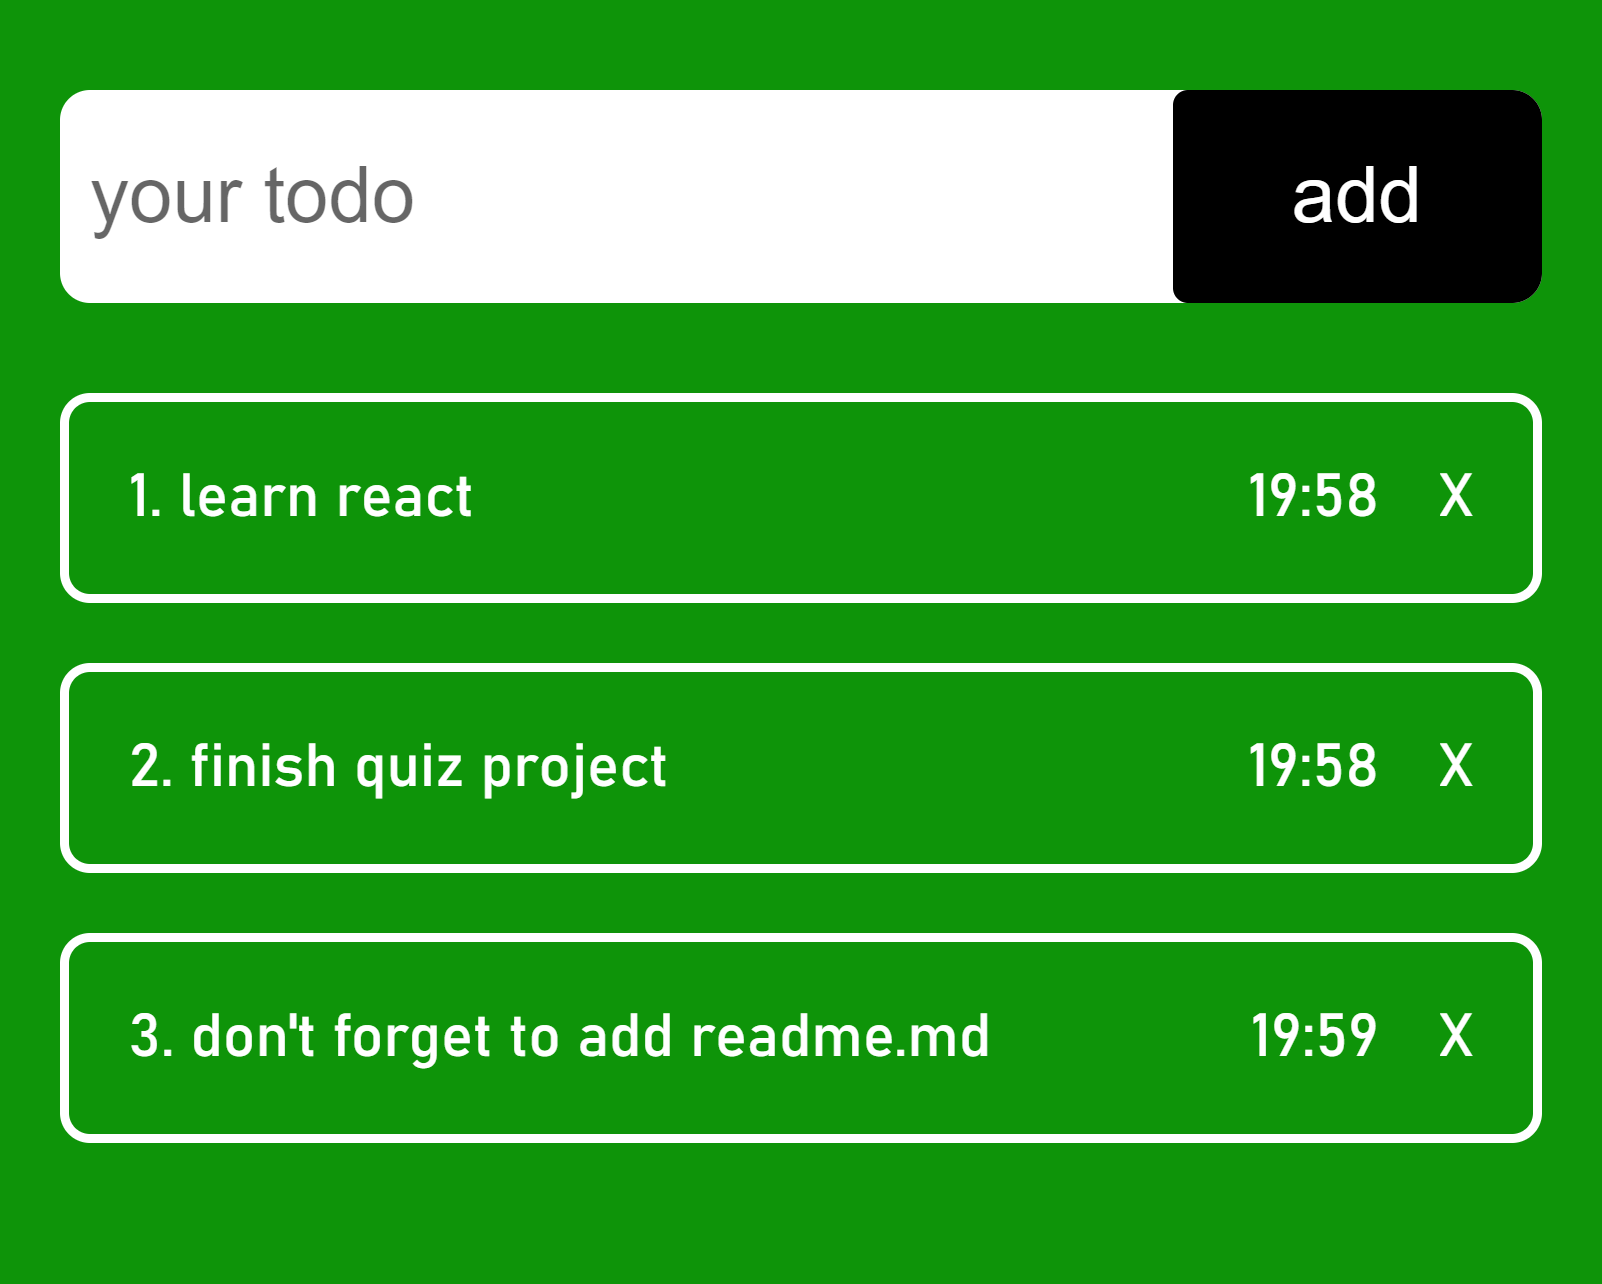 your todo add
1. learn react 19:58 X
2. finish quiz project 19:58 X
3. don't forget to add readme.md 19:59 X